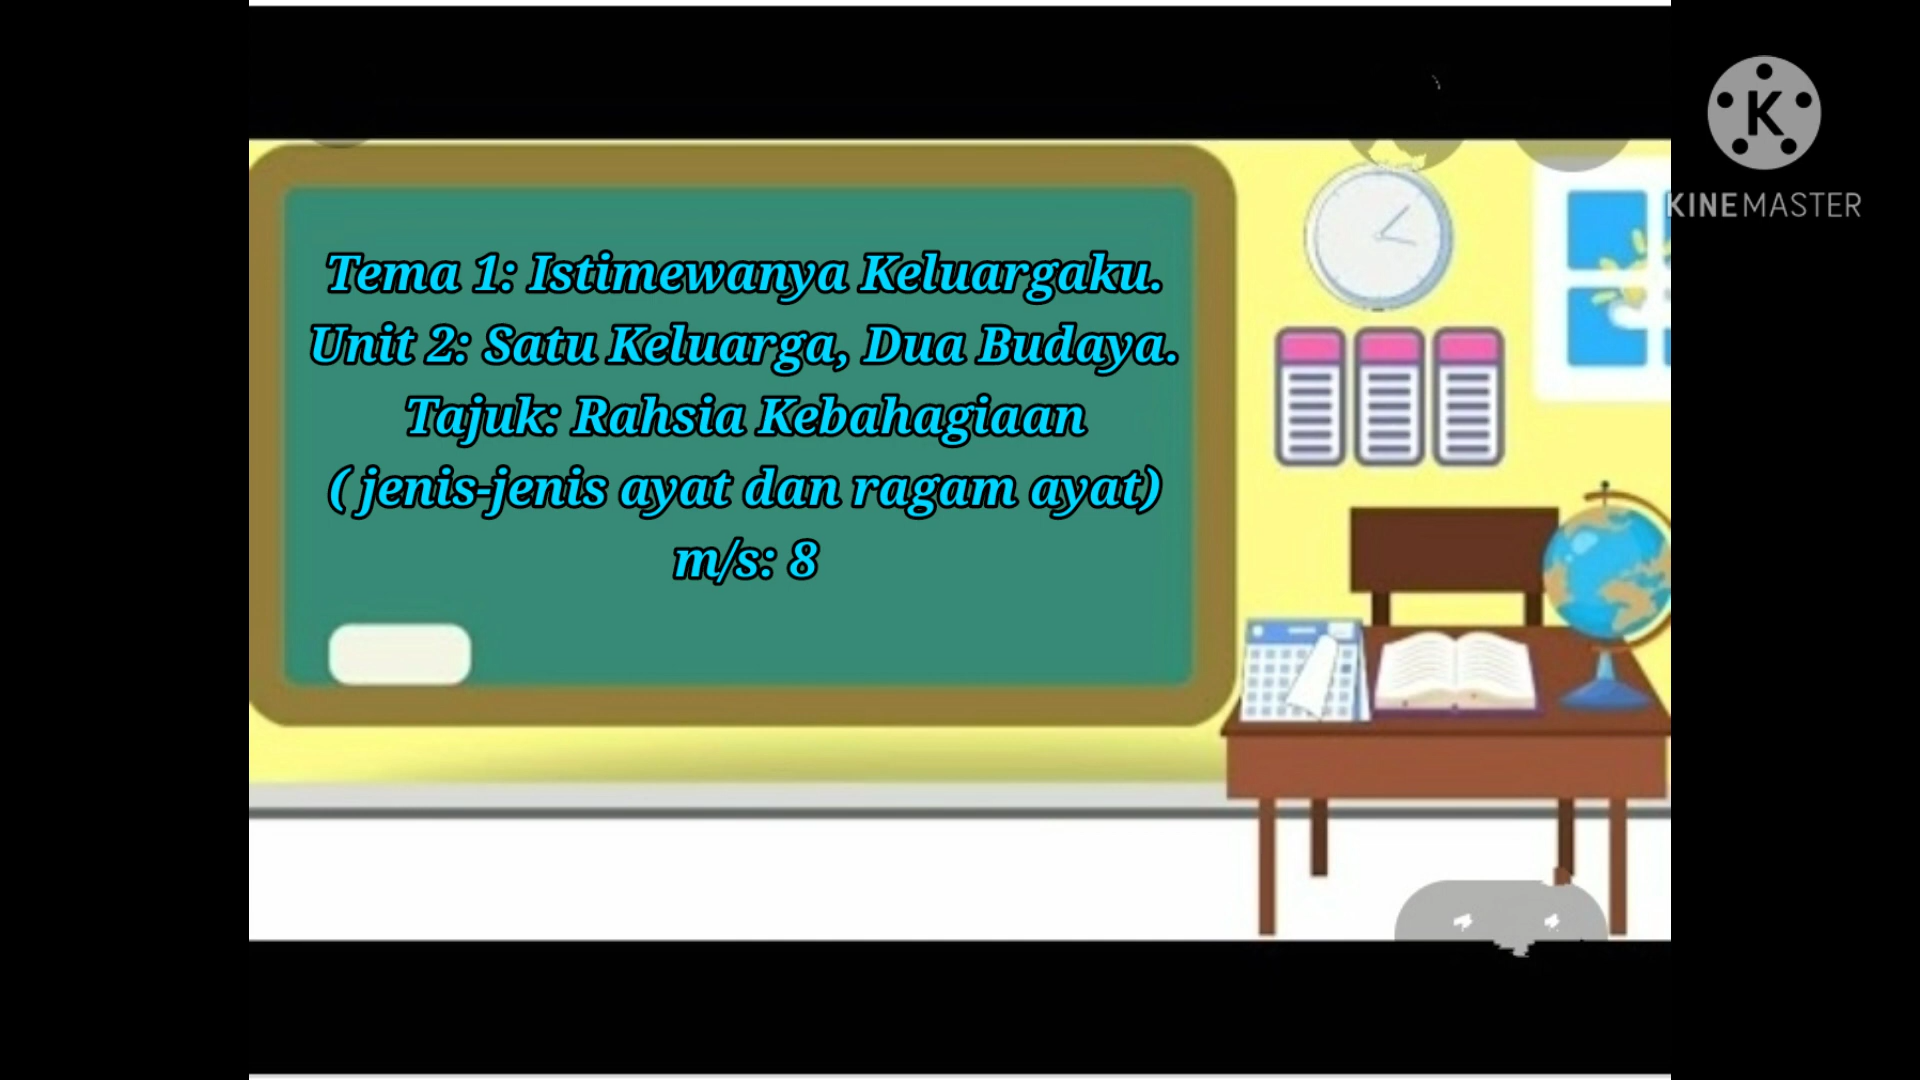 Tema 1: Istimewanya Keluargaku.
Unit 2: Satu Keluarga, Dua Budaya.
Tajuk: Rahsia Kebahagiaan
( jenis-jenis ayat dan ragam ayat)
m/s: 8
K
KINEMASTER